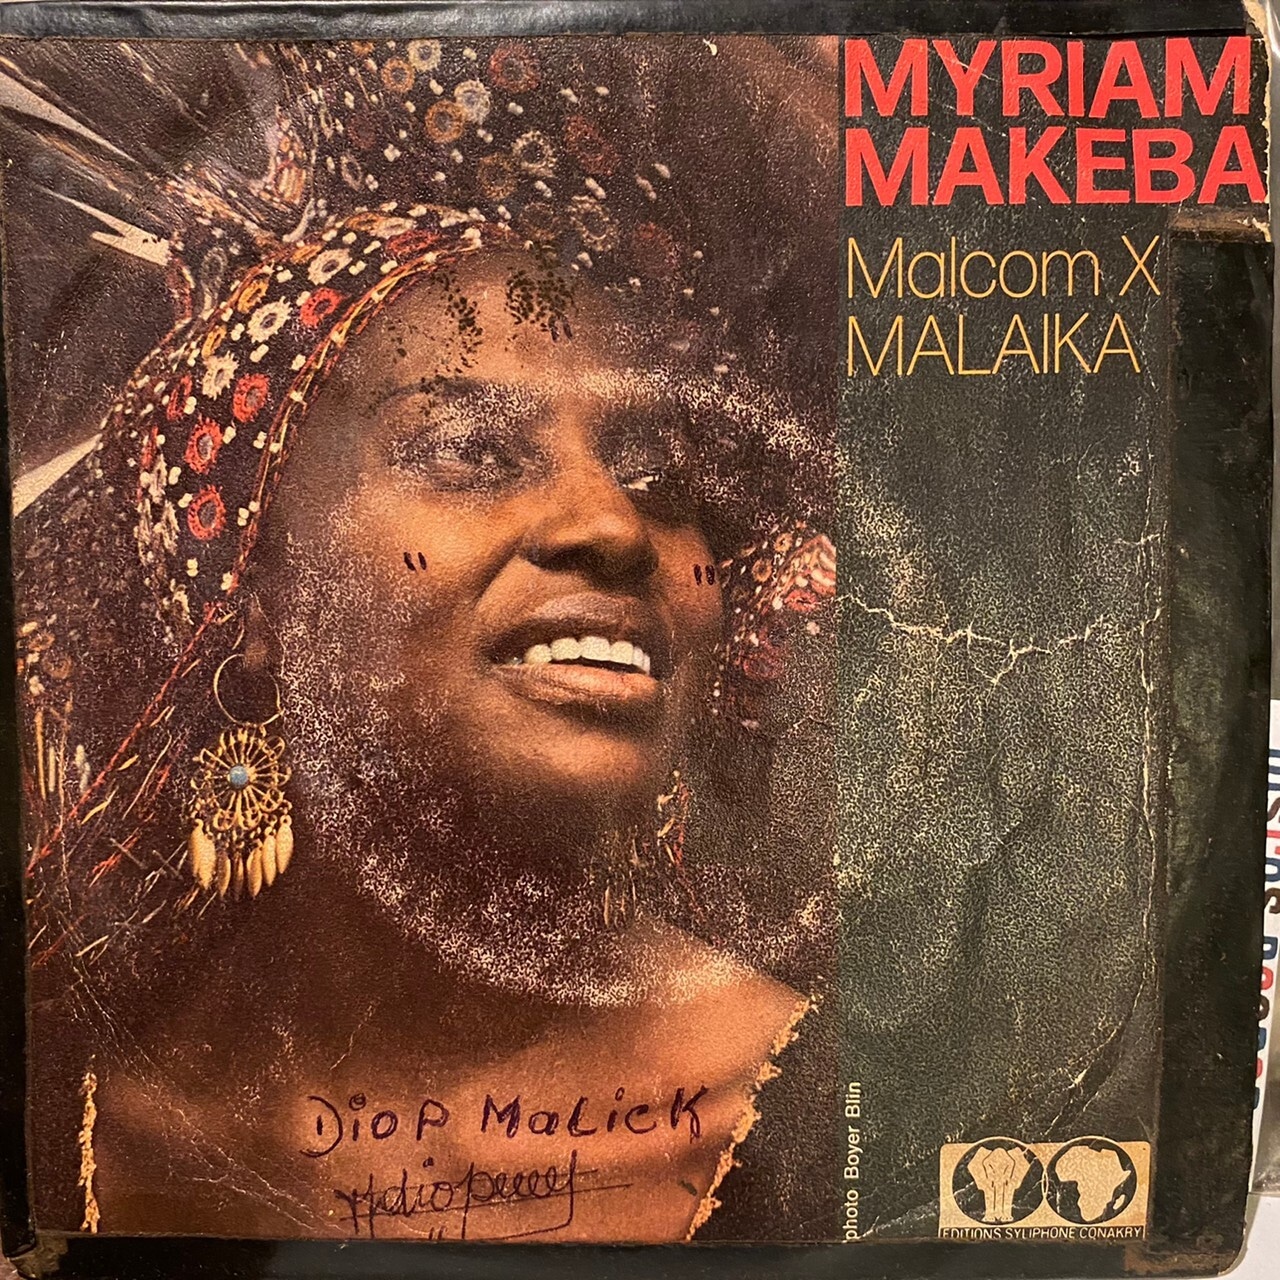 MYRIAM
MAKEBA
Malcom X
MALAIKA
Diop Malick
photo Boyer Blin
EDITIONS SYLIPHONE CONAKRY